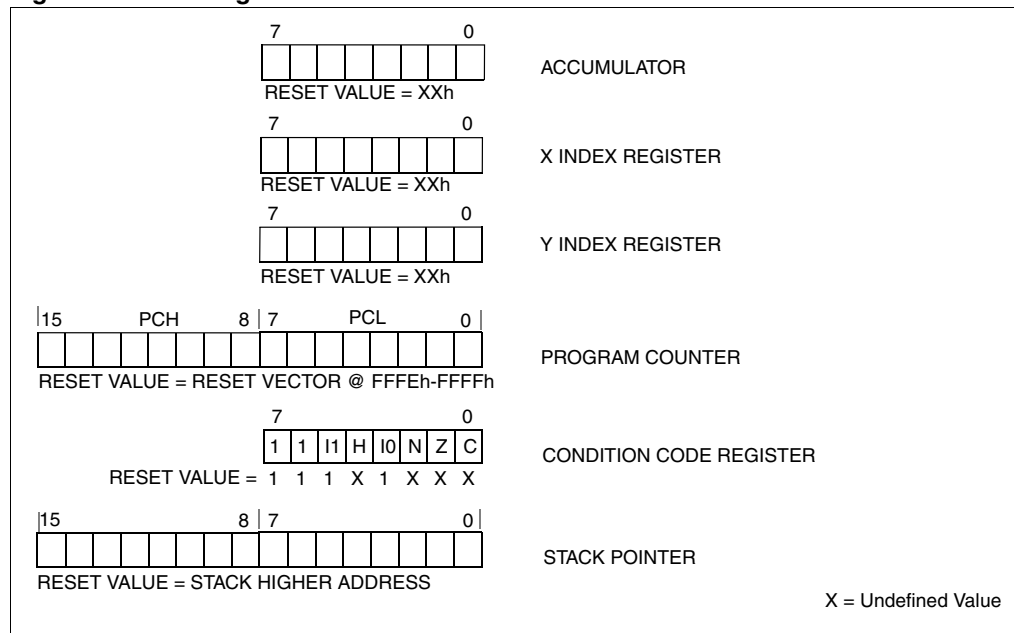 7 0
ACCUMULATOR
RESET VALUE = XXh
7 0
X INDEX REGISTER
RESET VALUE = XXh
7 0
Y INDEX REGISTER
RESET VALUE = XXh
15 PCH 8 7 PCL 0
PROGRAM COUNTER
RESET VALUE = RESET VECTOR @ FFFEh-FFFFh
7 0
1 1 I1 H I0 N Z C
CONDITION CODE REGISTER
RESET VALUE = 1 1 1 X 1 X X X
15 8 7 0
STACK POINTER
RESET VALUE = STACK HIGHER ADDRESS
X = Undefined Value